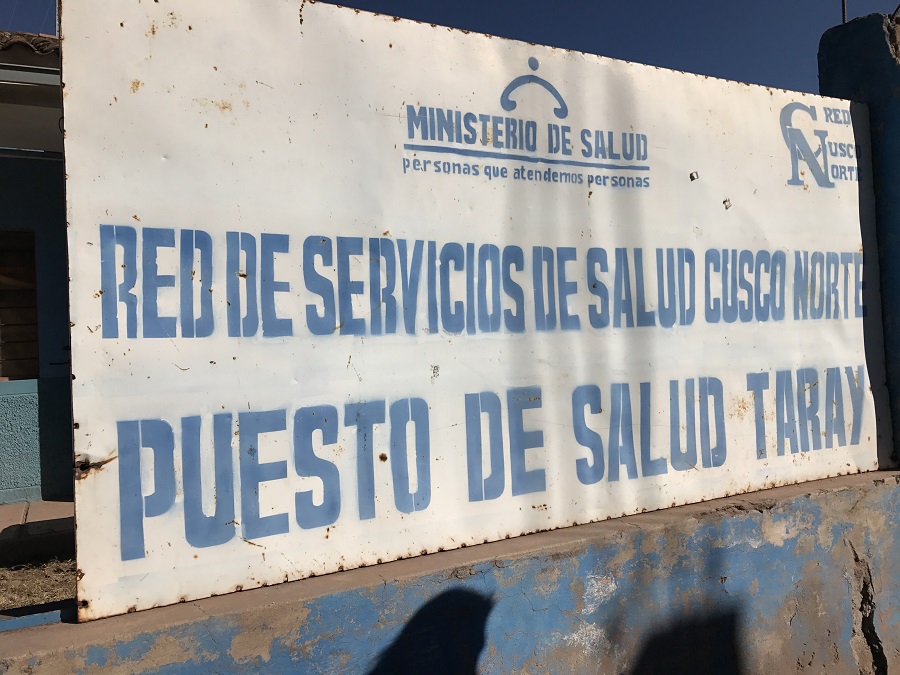 MINISTERIO DE SALUD
personas que atendemos personas
CN
RED
CUSCO
NORTE
RED DE SERVICIOS DE SALUD CUSCO NORTE
PUESTO DE SALUD TARAY